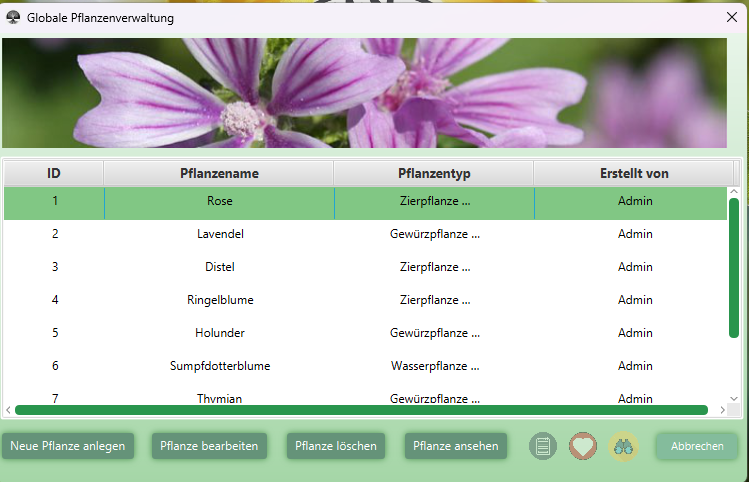 Globale Pflanzenverwaltung
ID Pflanzename Pflanzentyp Erstellt von
1 Rose Zierpflanze ... Admin
2 Lavendel Gewürzpflanze ... Admin
3 Distel Zierpflanze ... Admin
4 Ringelblume Zierpflanze ... Admin
5 Holunder Gewürzpflanze ... Admin
6 Sumpfdotterblume Wasserpflanze ... Admin
7 Thymian Gewürzpflanze ... Admin
Neue Pflanze anlegen Pflanze bearbeiten Pflanze löschen Pflanze ansehen Abbrechen